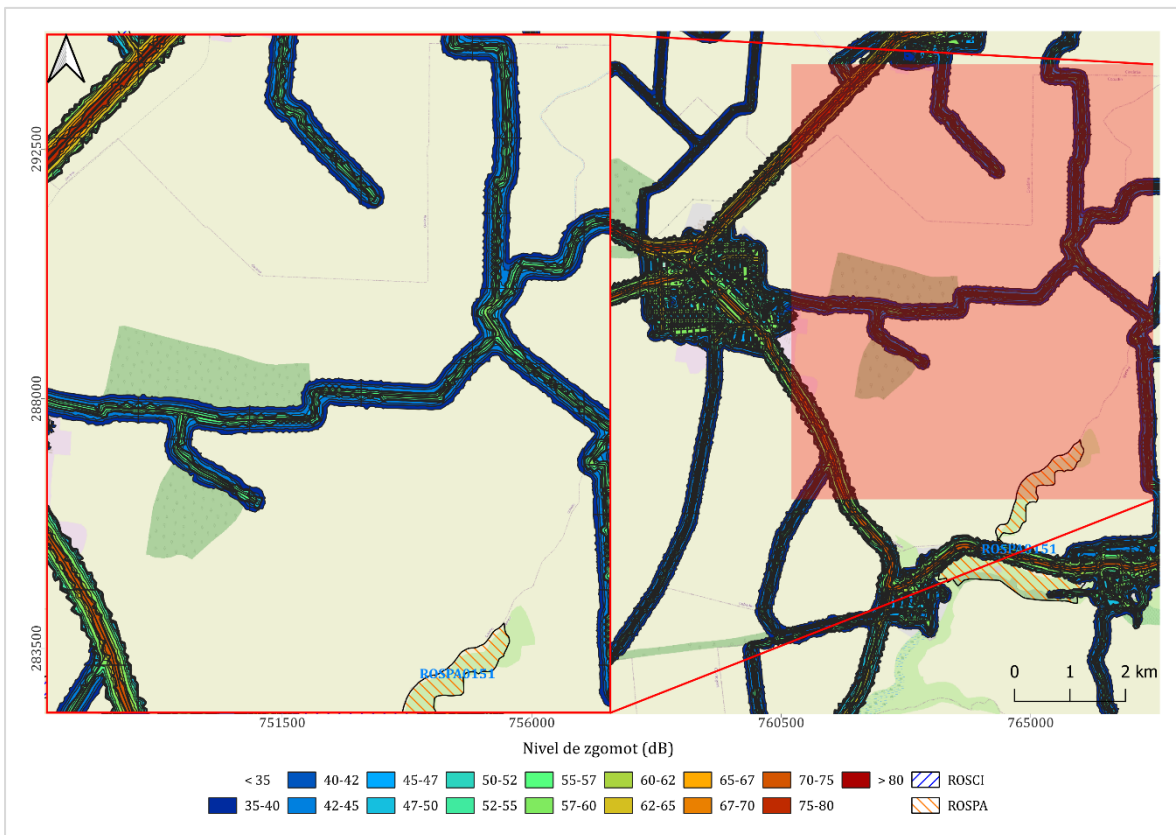 292500
288000
283500
ROSPA0151
ROSPA0151
0 1 2 km
751500 756000 760500 765000
Nivel de zgomot (dB)
< 35 40-42 45-47 50-52 55-57 60-62 65-67 70-75 > 80 ROSCI
35-40 42-45 47-50 52-55 57-60 62-65 67-70 75-80 ROSPA